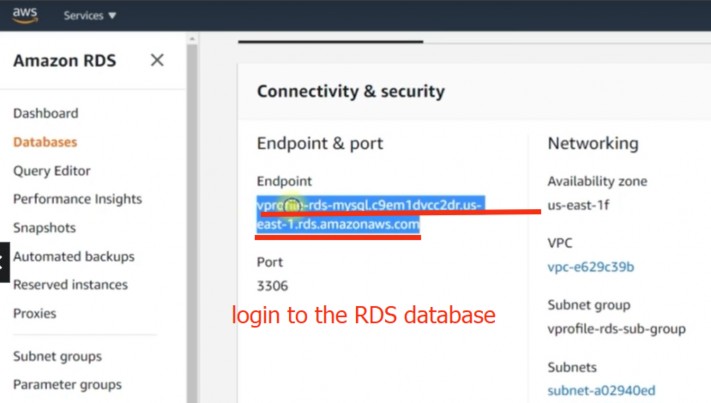 aws
Services
Amazon RDS
Dashboard
Databases
Query Editor
Performance Insights
Snapshots
Automated backups
Reserved instances
Proxies
Subnet groups
Parameter groups
Connectivity & security
Endpoint & port
Endpoint
vprofile-rds-mysql.c9em1dvcc2dr.us-
east-1.rds.amazonaws.com
Port
3306
login to the RDS database
Networking
Availability zone
us-east-1f
VPC
vpc-e629c39b
Subnet group
vprofile-rds-sub-group
Subnets
subnet-a02940ed